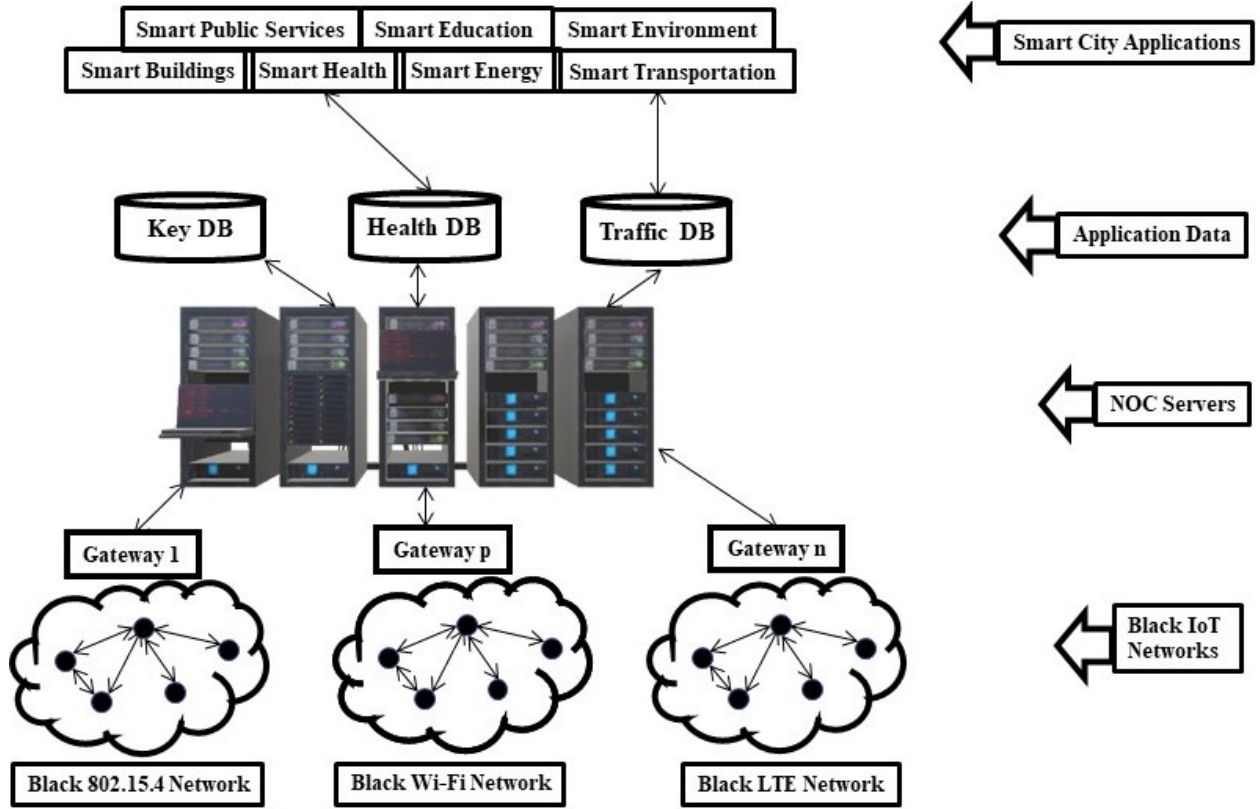 Smart Public Services
Smart Education
Smart Environment
Smart City Applications
Smart Buildings
Smart Health
Smart Energy
Smart Transportation
Key DB
Health DB
Traffic DB
Application Data
NOC Servers
Gateway 1
Gateway p
Gateway n
Black IoT
Networks
Black 802.15.4 Network
Black Wi-Fi Network
Black LTE Network